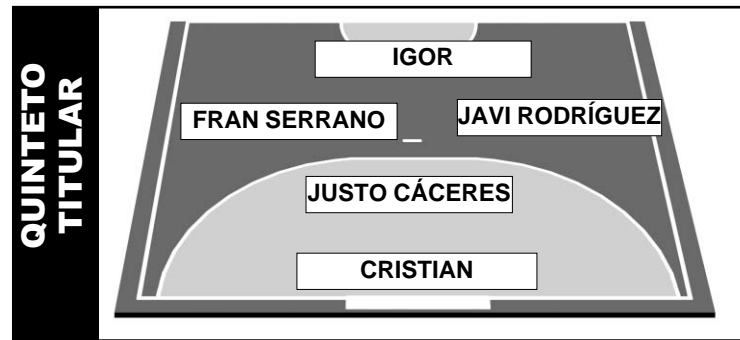 QUINTETO
TITULAR
IGOR
FRAN SERRANO
JAVI RODRÍGUEZ
JUSTO CÁCERES
CRISTIAN